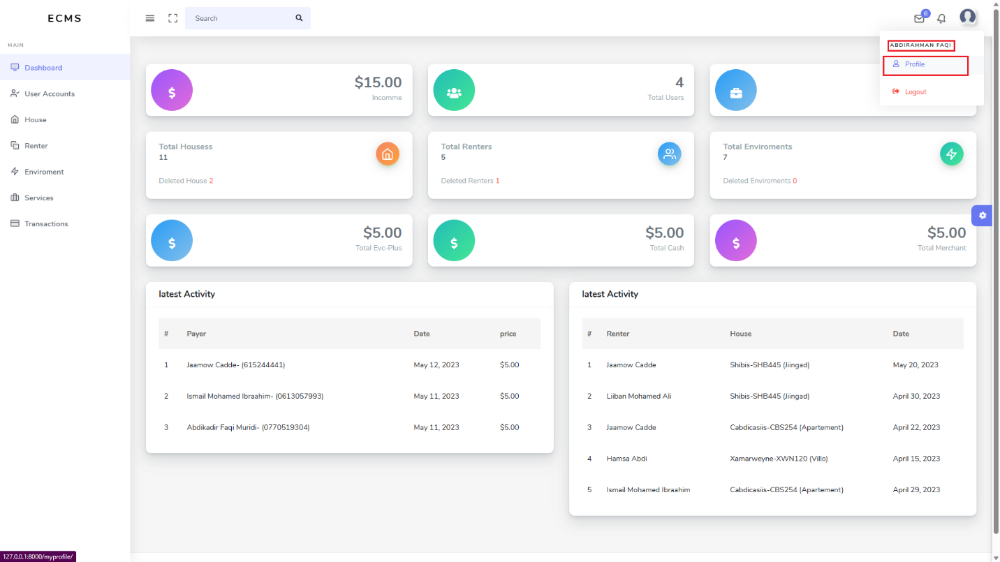 ECMS
Search
6
MAIN
ABDIRAHMAN FAQI
Profile
Logout
Dashboard
User Accounts
House
Renter
Enviroment
Services
Transactions
$15.00
Incomme
4
Total Users
Total Housess
11
Deleted House 2
Total Renters
5
Deleted Renters 1
Total Enviroments
7
Deleted Enviroments 0
$5.00
Total Evc-Plus
$5.00
Total Cash
$5.00
Total Merchant
latest Activity
# Payer Date price
1 Jaamow Cadde- (615244441) May 12, 2023 $5.00
2 Ismail Mohamed Ibraahim- (0613057993) May 11, 2023 $5.00
3 Abdikadir Faqi Muridi- (0770519304) May 11, 2023 $5.00
latest Activity
# Renter House Date
1 Jaamow Cadde Shibis-SHB445 (Jiingad) May 20, 2023
2 Liiban Mohamed Ali Shibis-SHB445 (Jiingad) April 30, 2023
3 Jaamow Cadde Cabdicasiis-CBS254 (Apartement) April 22, 2023
4 Hamsa Abdi Xamarweyne-XWN120 (Villo) April 15, 2023
5 Ismail Mohamed Ibraahim Cabdicasiis-CBS254 (Apartement) April 29, 2023
127.0.0.1:8000/myprofile/